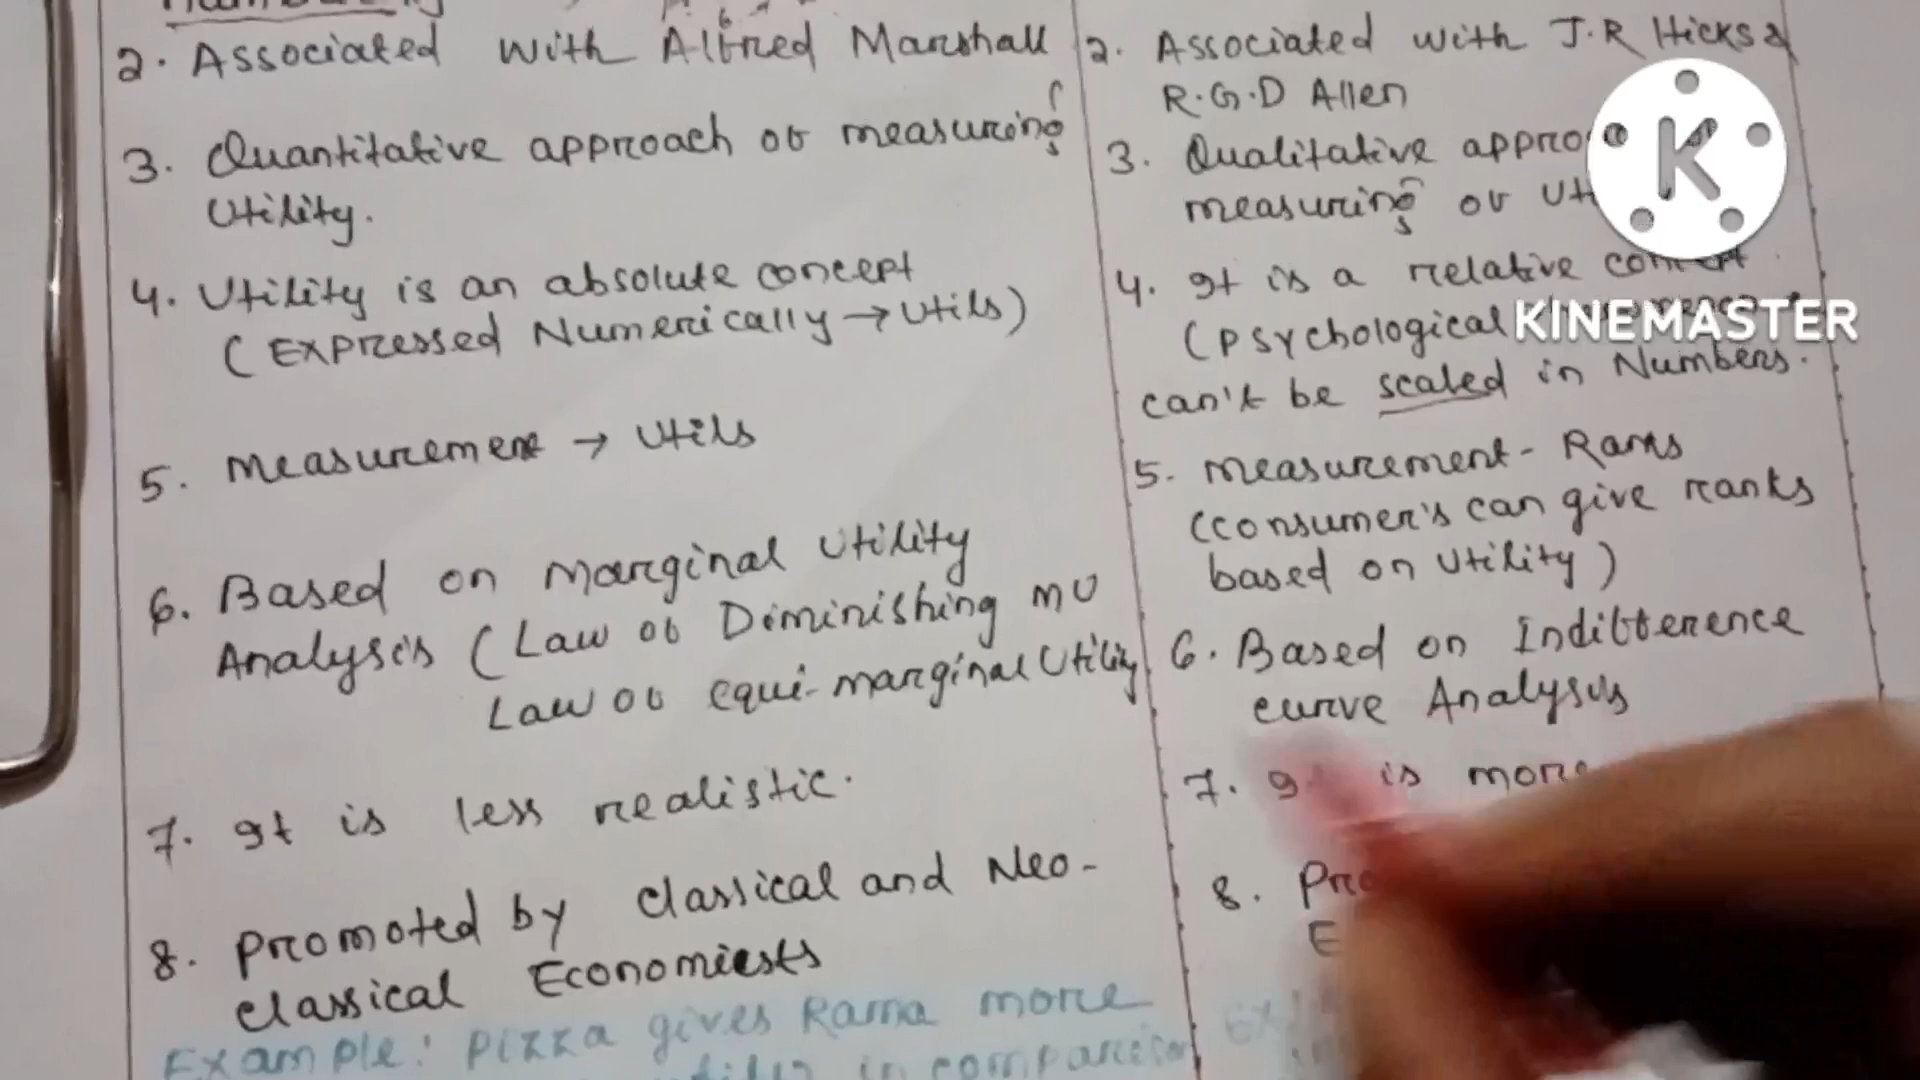 2. Associated with Alfred Marshall
3. Quantitative approach of measuring
Utility.
4. Utility is an absolute concept
(Expressed Numerically → Utils)
5. Measurement → Utils
6. Based on Marginal Utility
Analysis (Law of Diminishing MU
Law of equi-marginal Utility
7. It is less realistic.
8. Promoted by Classical and Neo-
classical Economiests
Example: Pizza gives Rama more
in comparison
2. Associated with J.R Hicks &
R.G.D Allen
3. Qualitative
measuring of
4. It is a relative concept
(Psychological
can't be scaled in Numbers.
5. Measurement - Ranks
(consumer's can give ranks
based on Utility)
6. Based on Indifference
curve Analysis
7. It is more
8.
K
KINEMASTER